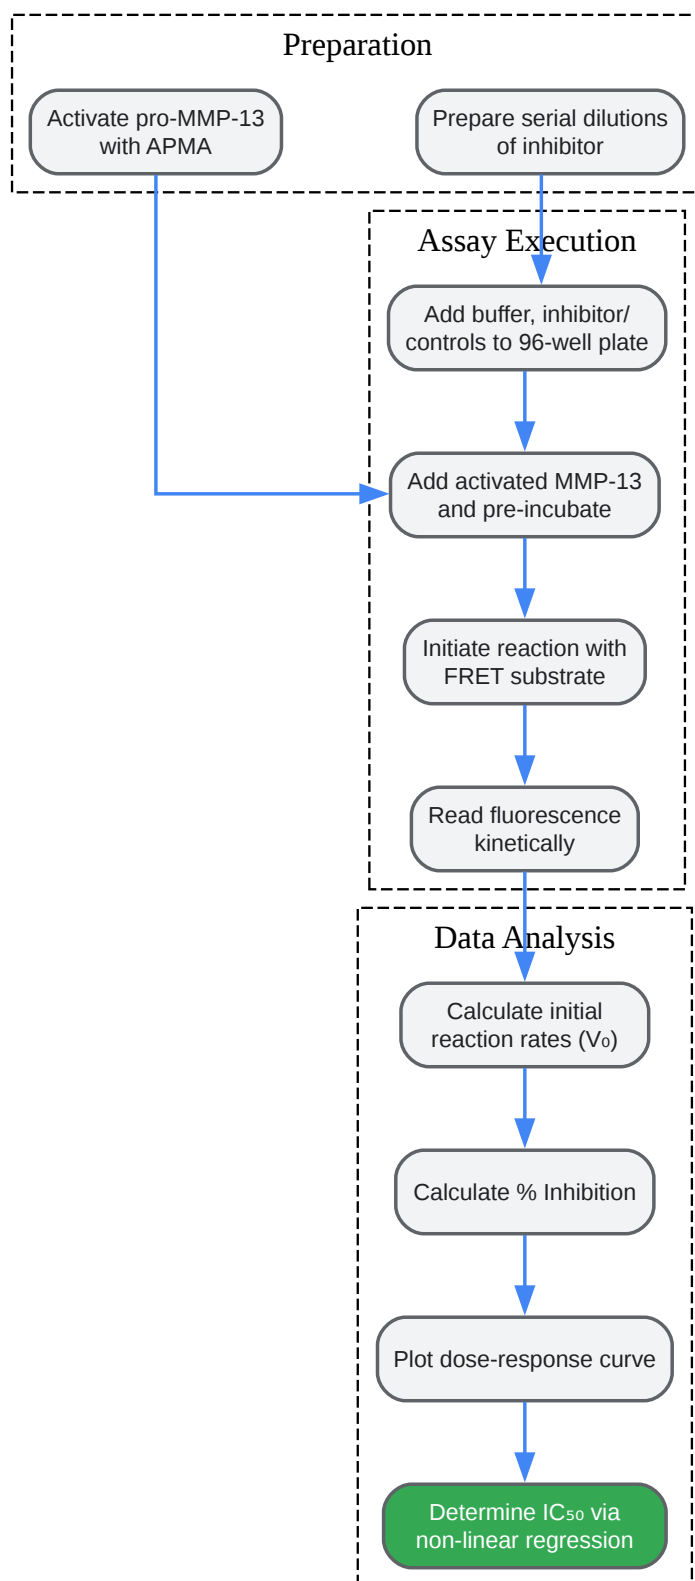 Preparation
Activate pro-MMP-13
with APMA
Prepare serial dilutions
of inhibitor
Assay Execution
Add buffer, inhibitor/
controls to 96-well plate
Add activated MMP-13
and pre-incubate
Initiate reaction with
FRET substrate
Read fluorescence
kinetically
Data Analysis
Calculate initial
reaction rates (V₀)
Calculate % Inhibition
Plot dose-response curve
Determine IC₅₀ via
non-linear regression